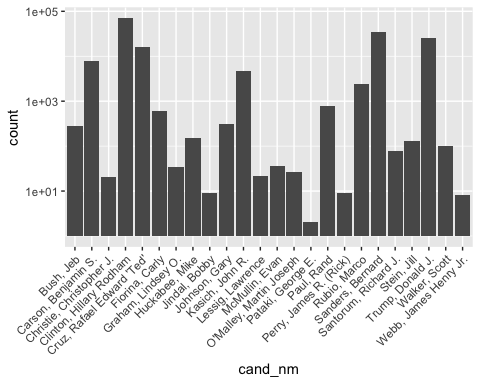 1e+05
1e+03
1e+01
count
Bush, Jeb
Carson, Benjamin S.
Christie, Christopher J.
Clinton, Hillary Rodham
Cruz, Rafael Edward 'Ted'
Fiorina, Carly
Graham, Lindsey O.
Huckabee, Mike
Jindal, Bobby
Johnson, Gary
Kasich, John R.
Lessig, Lawrence
McMullin, Evan
O'Malley, Martin Joseph
Pataki, George E.
Paul, Rand
Perry, James R. (Rick)
Rubio, Marco
Sanders, Bernard
Santorum, Richard J.
Stein, Jill
Trump, Donald J.
Walker, Scott
Webb, James Henry Jr.
cand_nm